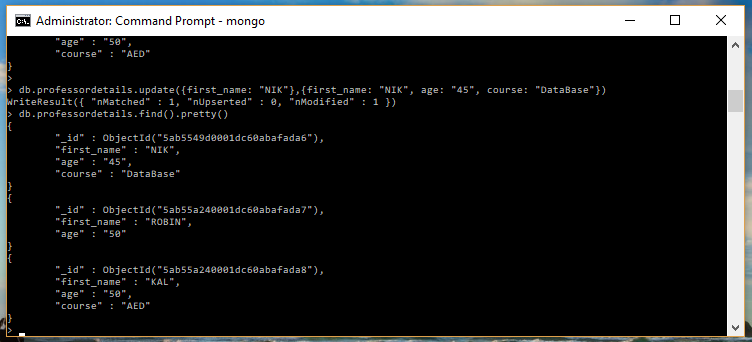 Administrator: Command Prompt - mongo
"age" : "50",
"course" : "AED"
}
>
> db.professordetails.update({first_name: "NIK"},{first_name: "NIK", age: "45", course: "DataBase"})
WriteResult({ "nMatched" : 1, "nUpserted" : 0, "nModified" : 1 })
> db.professordetails.find().pretty()
{
"_id" : ObjectId("5ab5549d0001dc60abafada6"),
"first_name" : "NIK",
"age" : "45",
"course" : "DataBase"
}
{
"_id" : ObjectId("5ab55a240001dc60abafada7"),
"first_name" : "ROBIN",
"age" : "50"
}
{
"_id" : ObjectId("5ab55a240001dc60abafada8"),
"first_name" : "KAL",
"age" : "50",
"course" : "AED"
}
>